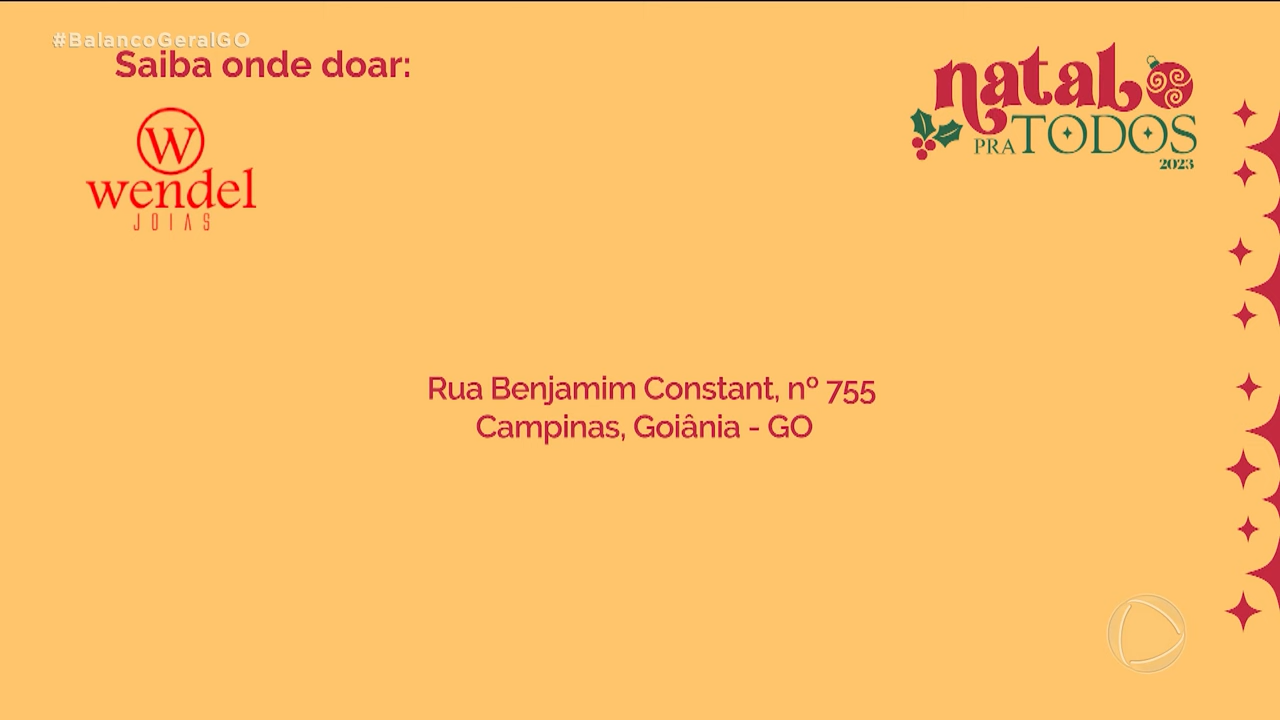 #BalancoGeralGO
Saiba onde doar:
W
wendel
JOIAS
natal
PRA TODOS
2023
Rua Benjamim Constant, nº 755
Campinas, Goiânia - GO